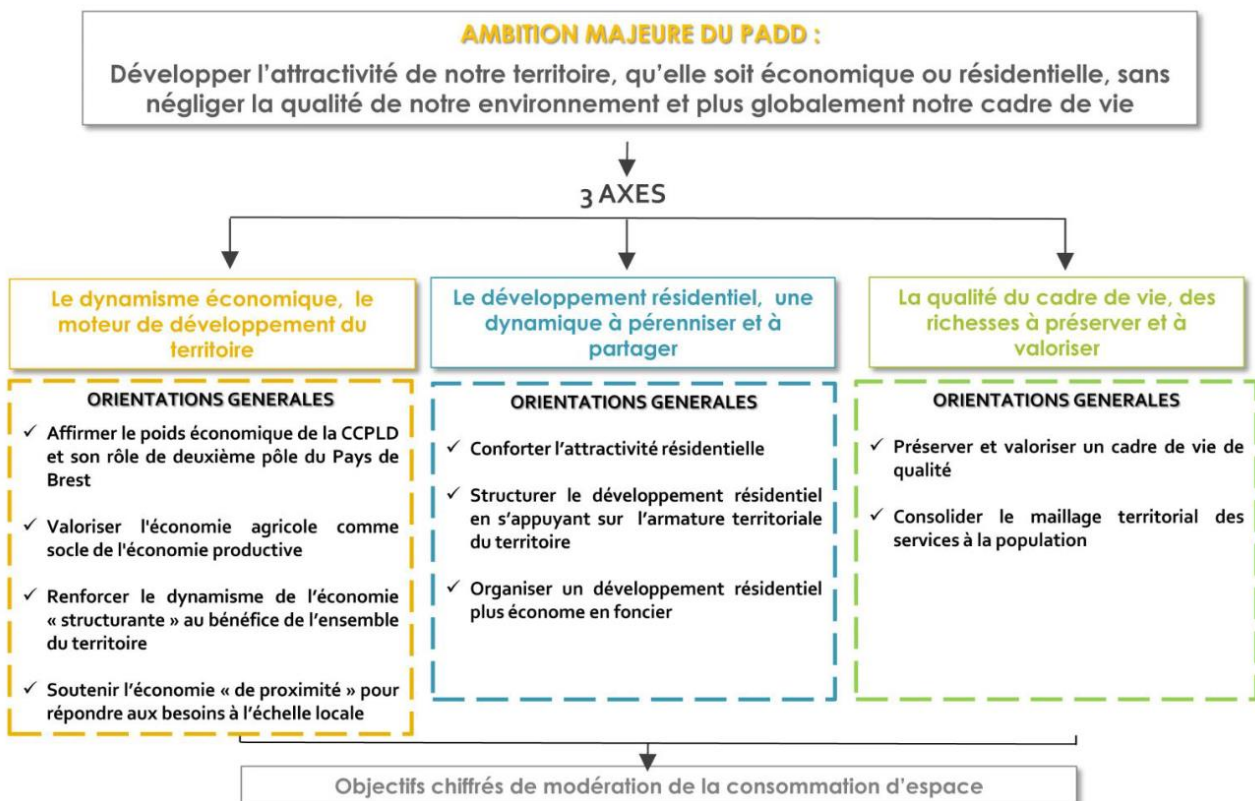 AMBITION MAJEURE DU PADD :
Développer l'attractivité de notre territoire, qu'elle soit économique ou résidentielle, sans
négliger la qualité de notre environnement et plus globalement notre cadre de vie
3 AXES
Le dynamisme économique, le
moteur de développement du
territoire
ORIENTATIONS GENERALES
✓ Affirmer le poids économique de la CCPLD
et son rôle de deuxième pôle du Pays de
Brest
✓ Valoriser l'économie agricole comme
socle de l'économie productive
✓ Renforcer le dynamisme de l'économie
« structurante » au bénéfice de l'ensemble
du territoire
✓ Soutenir l'économie « de proximité » pour
répondre aux besoins à l'échelle locale
Le développement résidentiel, une
dynamique à pérenniser et à
partager
ORIENTATIONS GENERALES
✓ Conforter l'attractivité résidentielle
✓ Structurer le développement résidentiel
en s'appuyant sur l'armature territoriale
du territoire
✓ Organiser un développement résidentiel
plus économe en foncier
La qualité du cadre de vie, des
richesses à préserver et à
valoriser
ORIENTATIONS GENERALES
✓ Préserver et valoriser un cadre de vie de
qualité
✓ Consolider le maillage territorial des
services à la population
Objectifs chiffrés de modération de la consommation d'espace